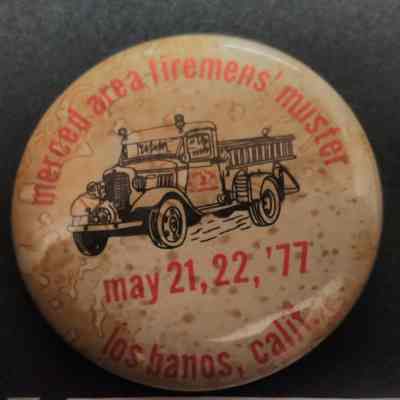 merced area firemens' muster
may 21, 22, '77
los banos, calif.